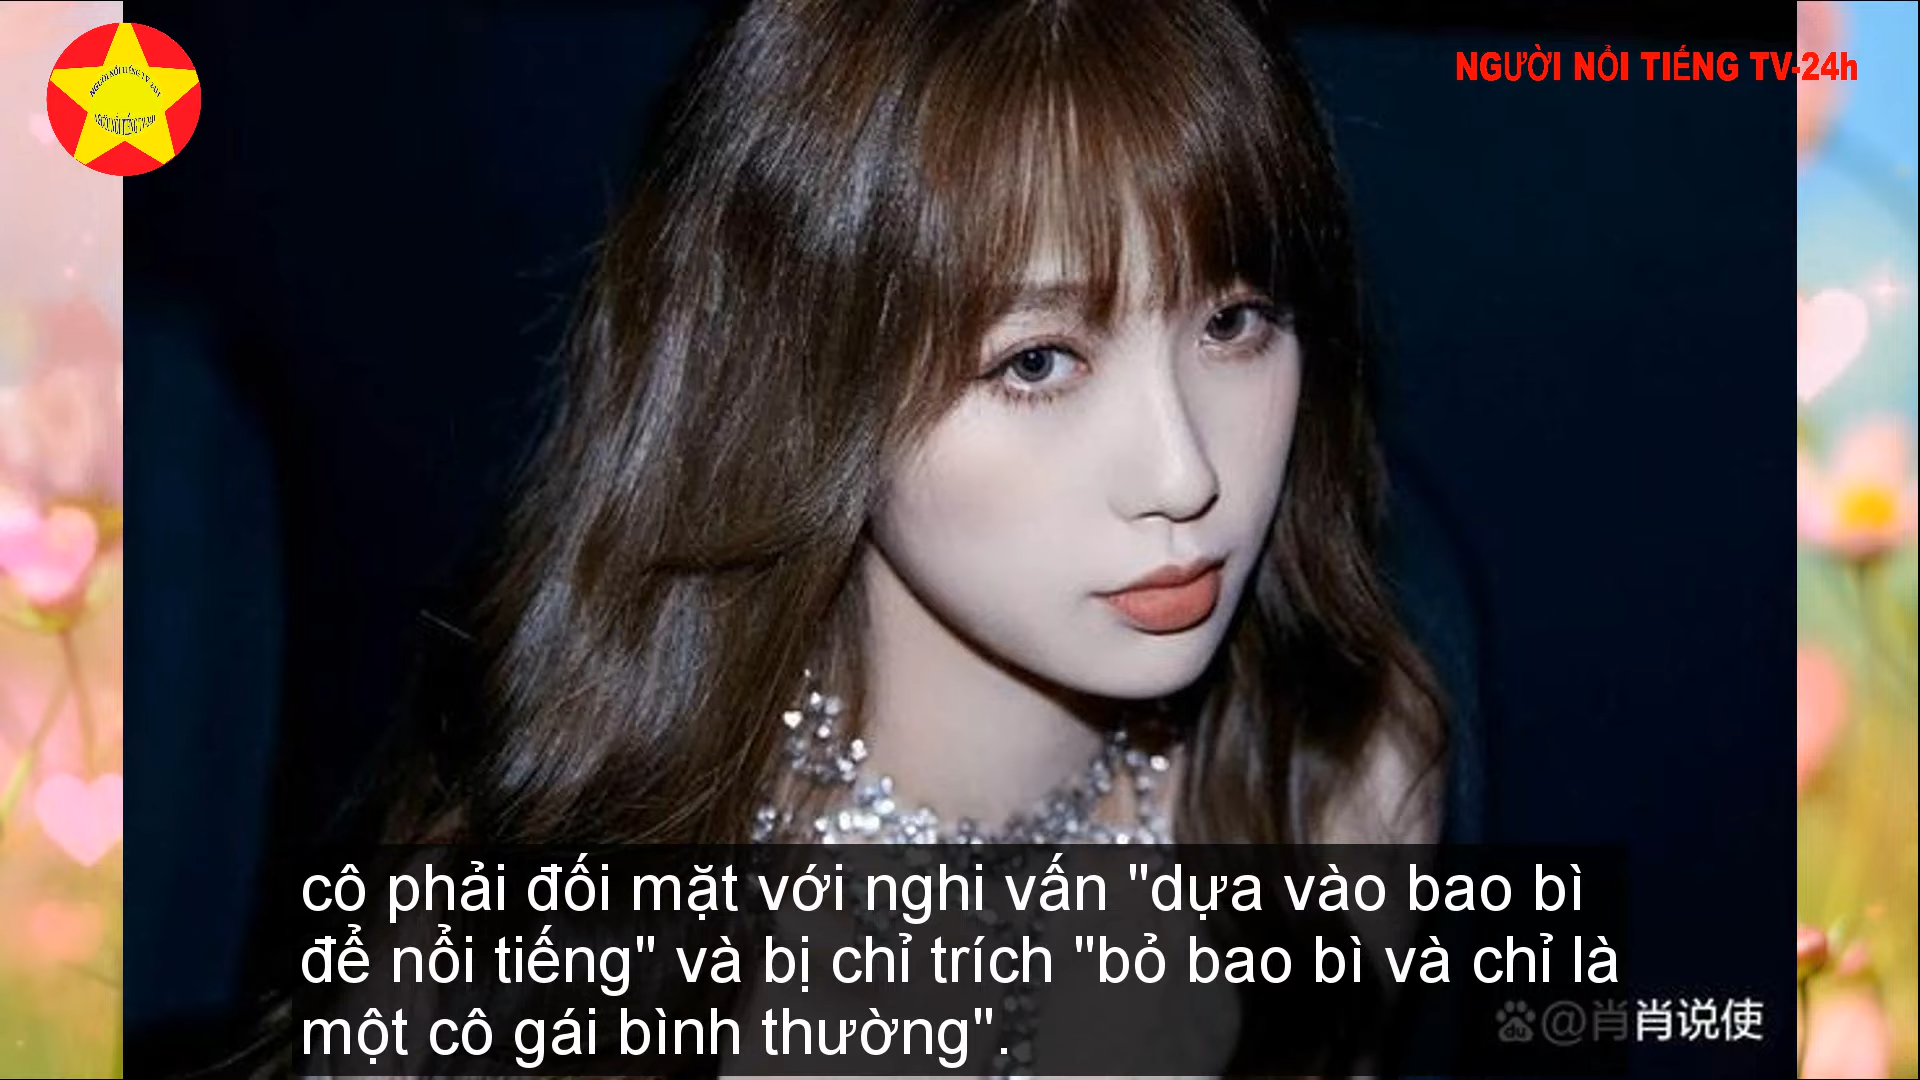 NGƯỜI NỔI TIẾNG TV-24h
cô phải đối mặt với nghi vấn "dựa vào bao bì
để nổi tiếng" và bị chỉ trích "bỏ bao bì và chỉ là
một cô gái bình thường".
du @肖肖说使